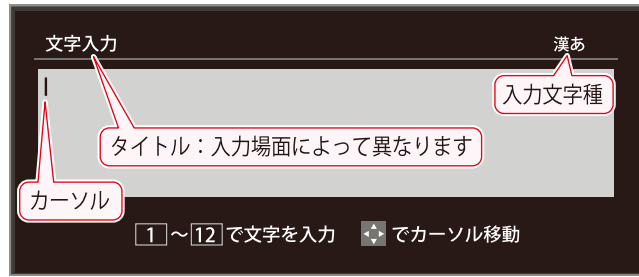 文字入力 漢あ
入力文字種
タイトル：入力場面によって異なります
カーソル
1～12で文字を入力 でカーソル移動